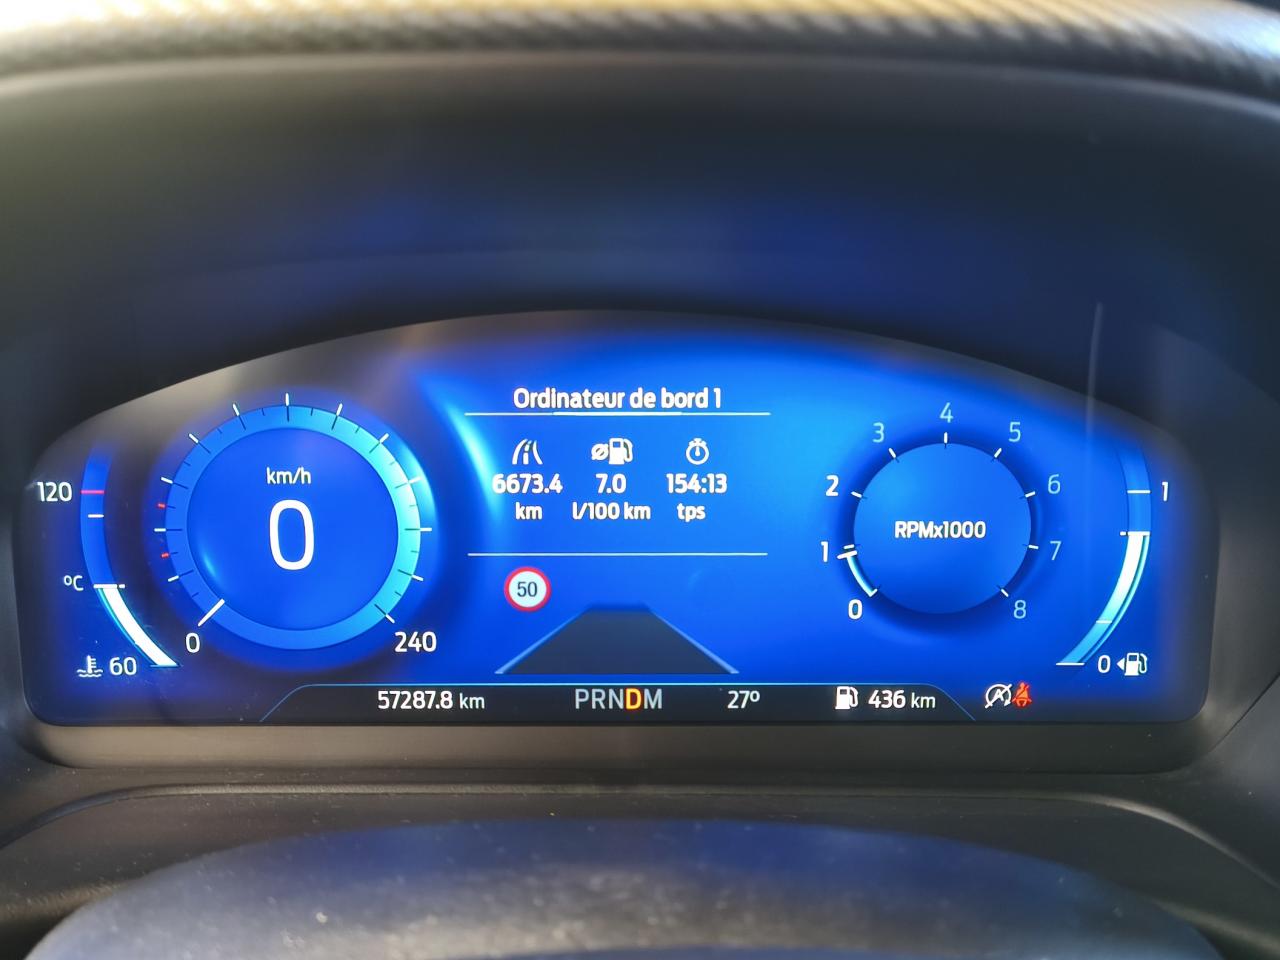 Ordinateur de bord 1
6673.4 7.0 154:13
km l/100 km tps
50
120
°C
60
km/h
0
0 240
RPMx1000
0 1 2 3 4 5 6 7 8
1
0
57287.8 km PRNDM 27° 436 km